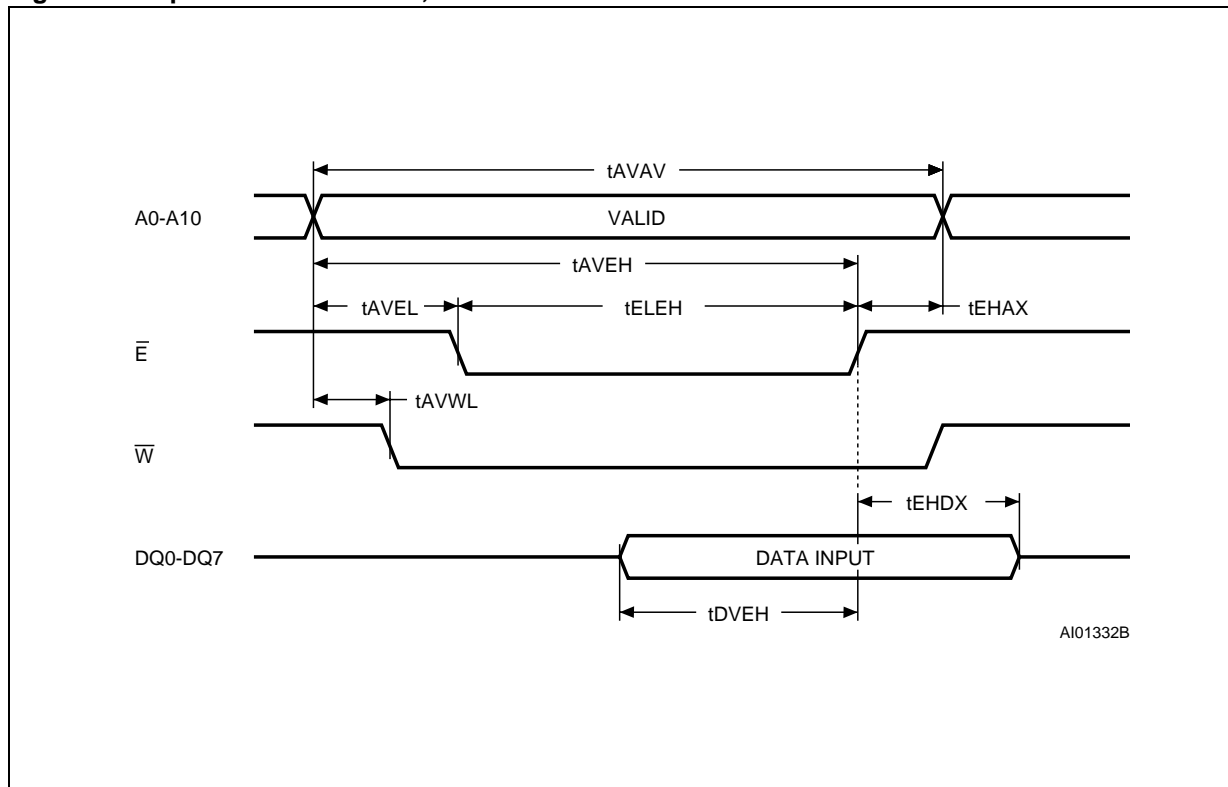 tAVAV
A0-A10 VALID
tAVEH
tAVEL tELEH tEHAX
E̅
tAVWL
W̅
tEHDX
DQ0-DQ7 DATA INPUT
tDVEH
AI01332B